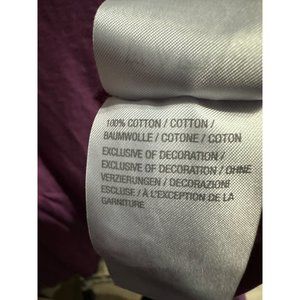 100% COTTON / COTTON /
BAUMWOLLE / COTONE / COTON
EXCLUSIVE OF DECORATION /
EXCLUSIVE OF DECORATION / OHNE
VERZIERUNGEN / DECORAZIONI
ESCLUSE / À L'EXCEPTION DE LA
GARNITURE